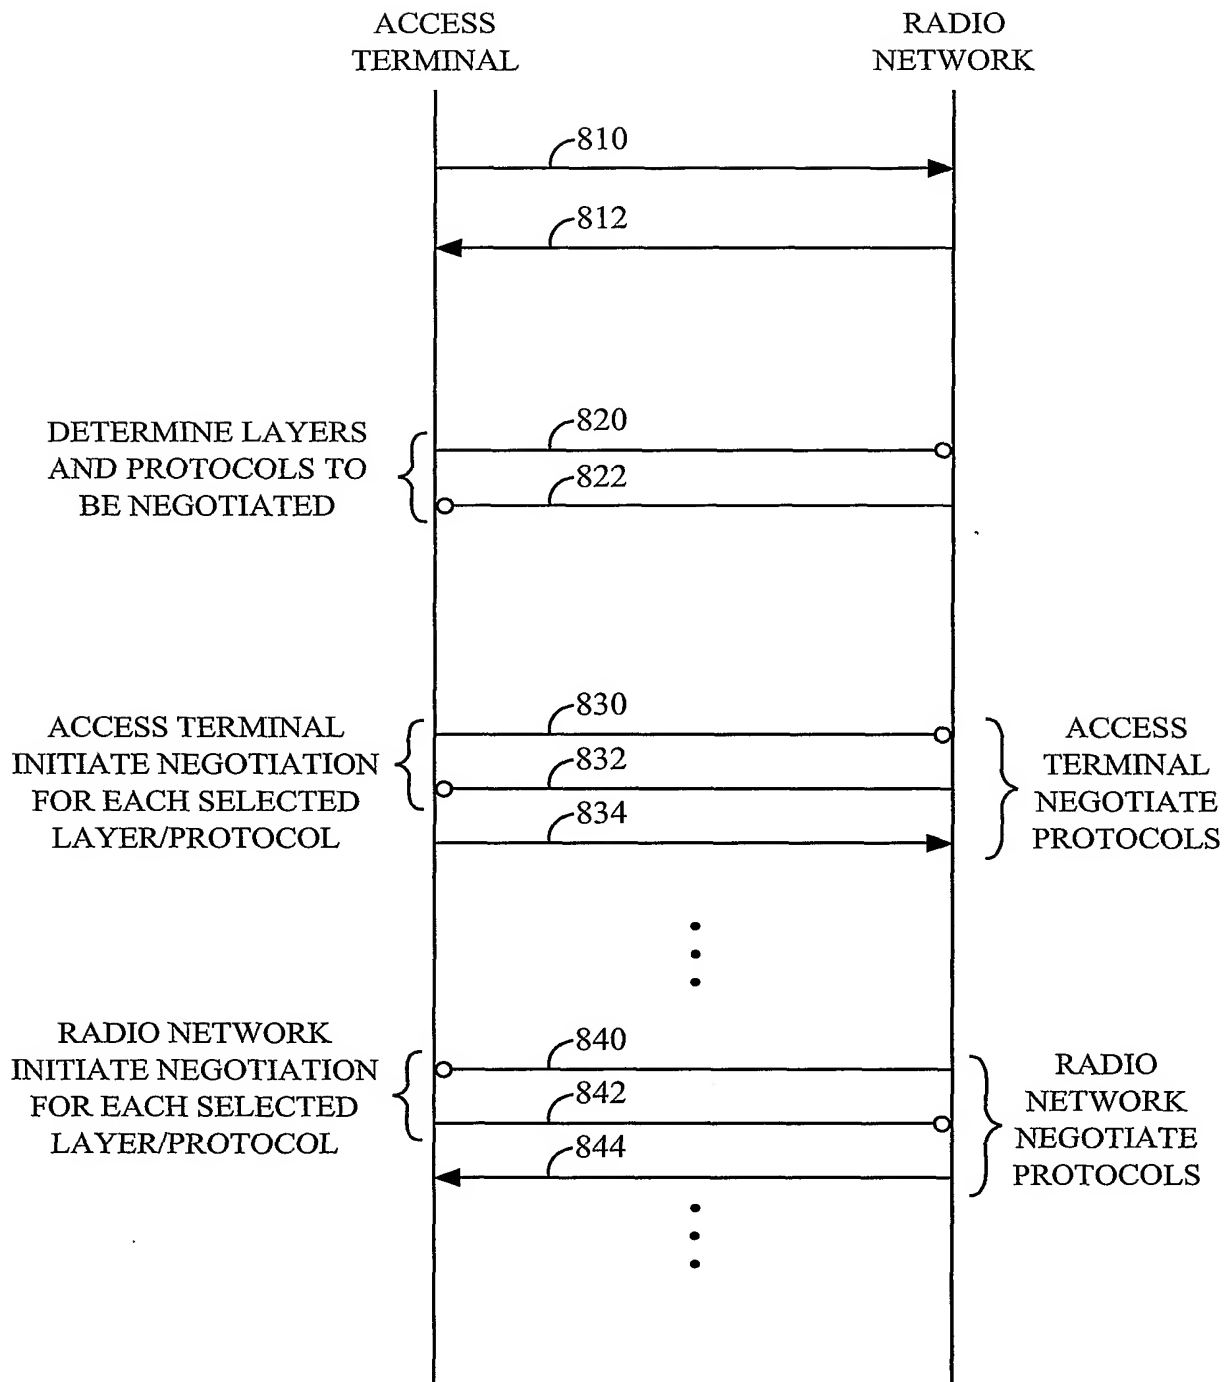 ACCESS
TERMINAL
RADIO
NETWORK
810
812
DETERMINE LAYERS
AND PROTOCOLS TO
BE NEGOTIATED
820
822
ACCESS TERMINAL
INITIATE NEGOTIATION
FOR EACH SELECTED
LAYER/PROTOCOL
830
832
834
ACCESS
TERMINAL
NEGOTIATE
PROTOCOLS
RADIO NETWORK
INITIATE NEGOTIATION
FOR EACH SELECTED
LAYER/PROTOCOL
840
842
844
RADIO
NETWORK
NEGOTIATE
PROTOCOLS